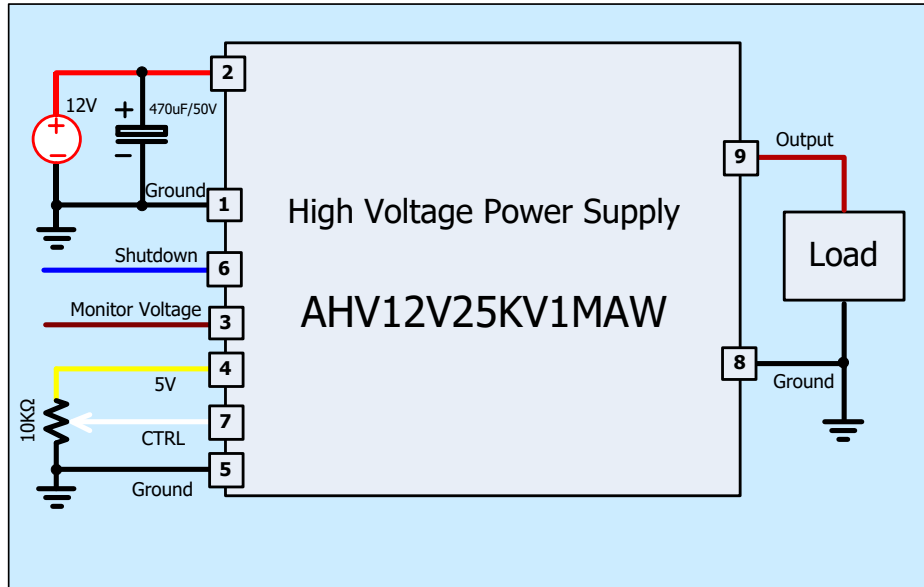 2
12V
+
470uF/50V
+
−
−
Ground
1
Shutdown
6
Monitor Voltage
3
4
5V
10KΩ
7
CTRL
5
Ground
High Voltage Power Supply
AHV12V25KV1MAW
9
Output
Load
8
Ground